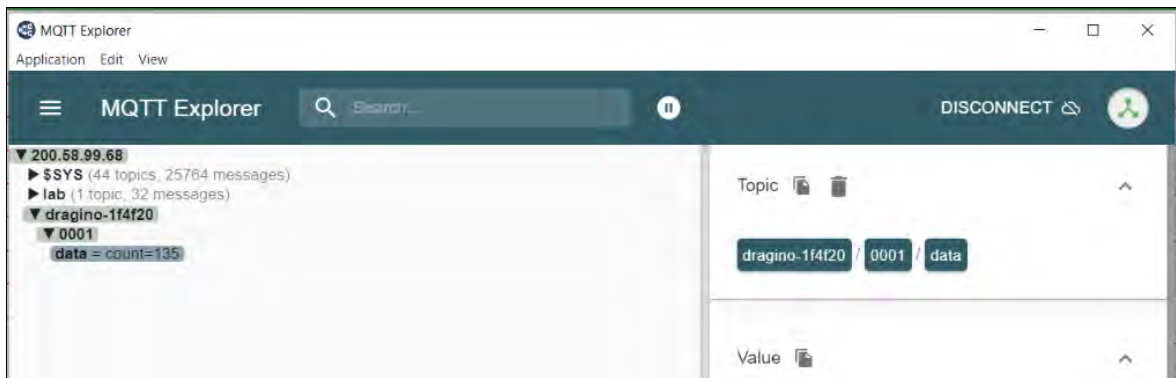 MQTT Explorer
Application Edit View
MQTT Explorer
Search...
DISCONNECT
▼ 200.58.99.68
▶ $SYS (44 topics, 25764 messages)
▶ lab (1 topic, 32 messages)
▼ dragino-1f4f20
▼ 0001
data = count=135
Topic
dragino-1f4f20 / 0001 / data
Value